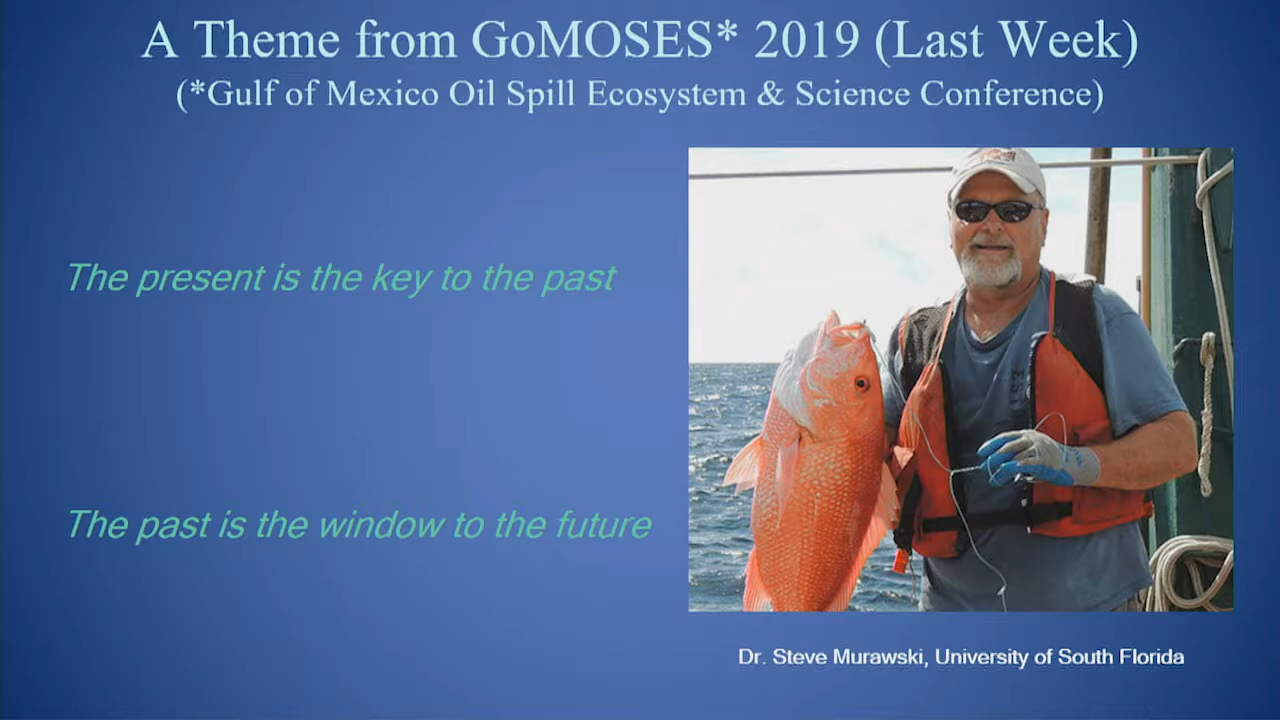 A Theme from GoMOSES* 2019 (Last Week)
(*Gulf of Mexico Oil Spill Ecosystem & Science Conference)
The present is the key to the past
The past is the window to the future
Dr. Steve Murawski, University of South Florida